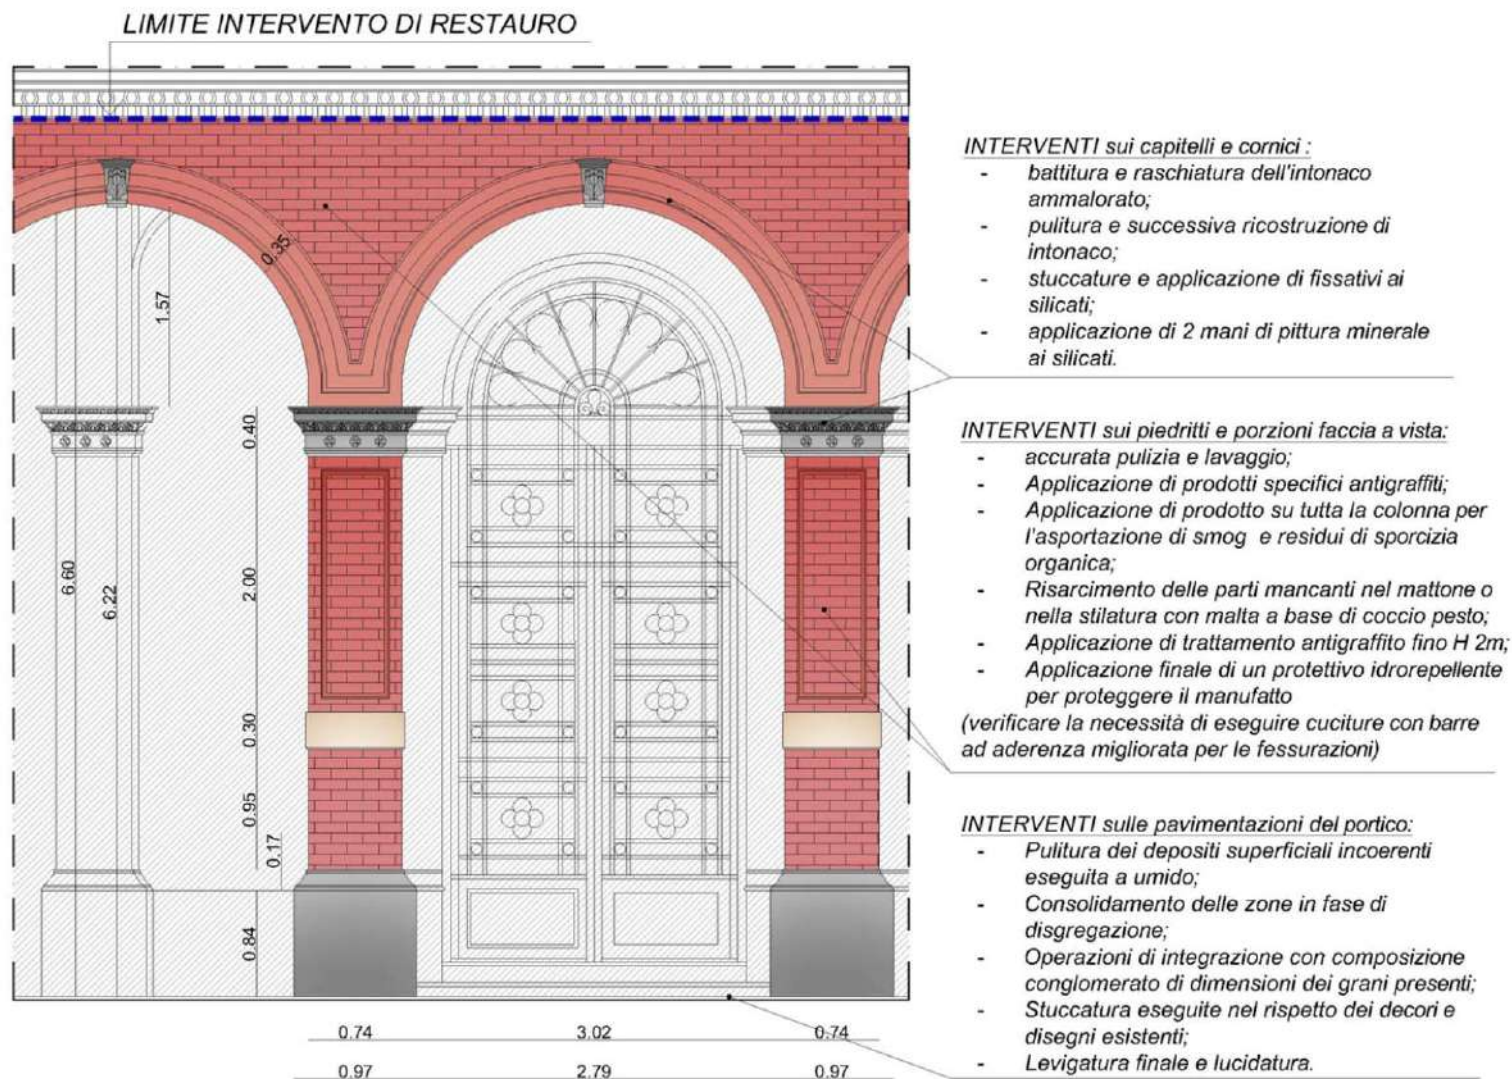 LIMITE INTERVENTO DI RESTAURO
0.35
1.57
0.40
6.60
6.22
2.00
0.30
0.95
0.17
0.84
0.74 3.02 0.74
0.97 2.79 0.97
INTERVENTI sui capitelli e cornici :
- battitura e raschiatura dell'intonaco
ammalorato;
- pulitura e successiva ricostruzione di
intonaco;
- stuccature e applicazione di fissativi ai
silicati;
- applicazione di 2 mani di pittura minerale
ai silicati.
INTERVENTI sui piedritti e porzioni faccia a vista:
- accurata pulizia e lavaggio;
- Applicazione di prodotti specifici antigraffiti;
- Applicazione di prodotto su tutta la colonna per
l'asportazione di smog e residui di sporcizia
organica;
- Risarcimento delle parti mancanti nel mattone o
nella stilatura con malta a base di coccio pesto;
- Applicazione di trattamento antigraffito fino H 2m;
- Applicazione finale di un protettivo idrorepellente
per proteggere il manufatto
(verificare la necessità di eseguire cuciture con barre
ad aderenza migliorata per le fessurazioni)
INTERVENTI sulle pavimentazioni del portico:
- Pulitura dei depositi superficiali incoerenti
eseguita a umido;
- Consolidamento delle zone in fase di
disgregazione;
- Operazioni di integrazione con composizione
conglomerato di dimensioni dei grani presenti;
- Stuccatura eseguite nel rispetto dei decori e
disegni esistenti;
- Levigatura finale e lucidatura.